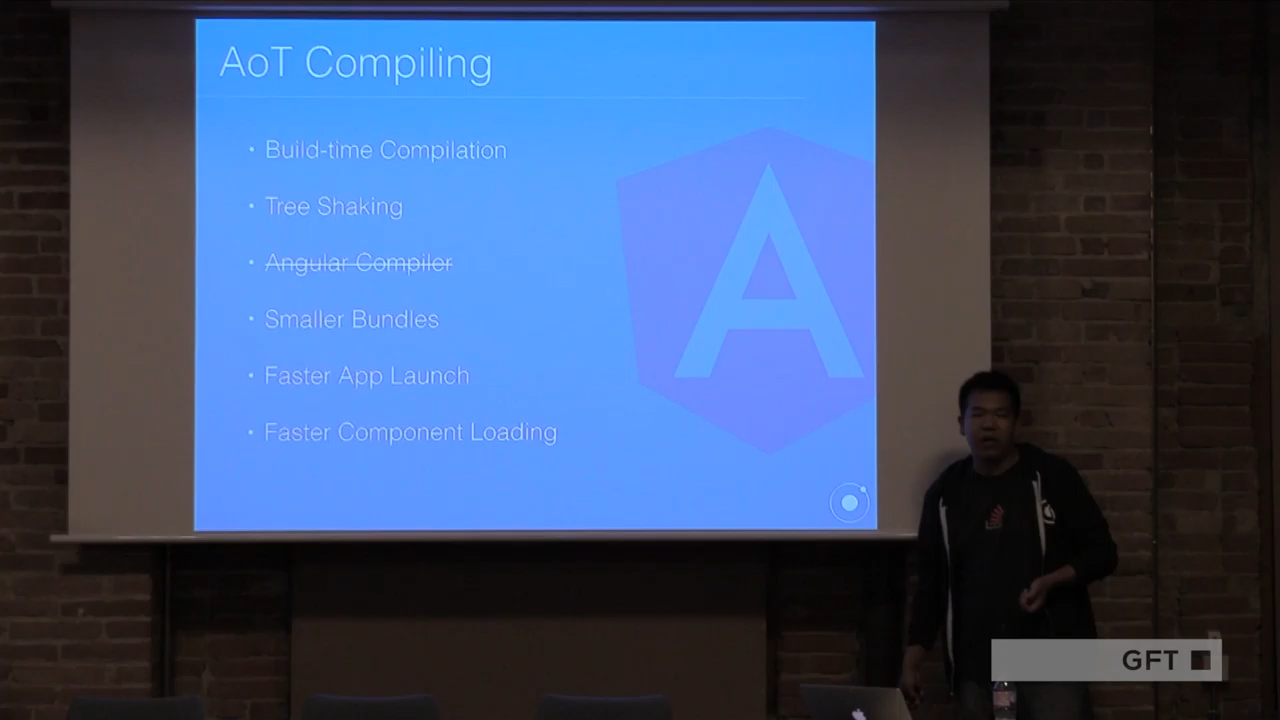 AoT Compiling
• Build-time Compilation
• Tree Shaking
• Angular Compiler
• Smaller Bundles
• Faster App Launch
• Faster Component Loading
A
GFT